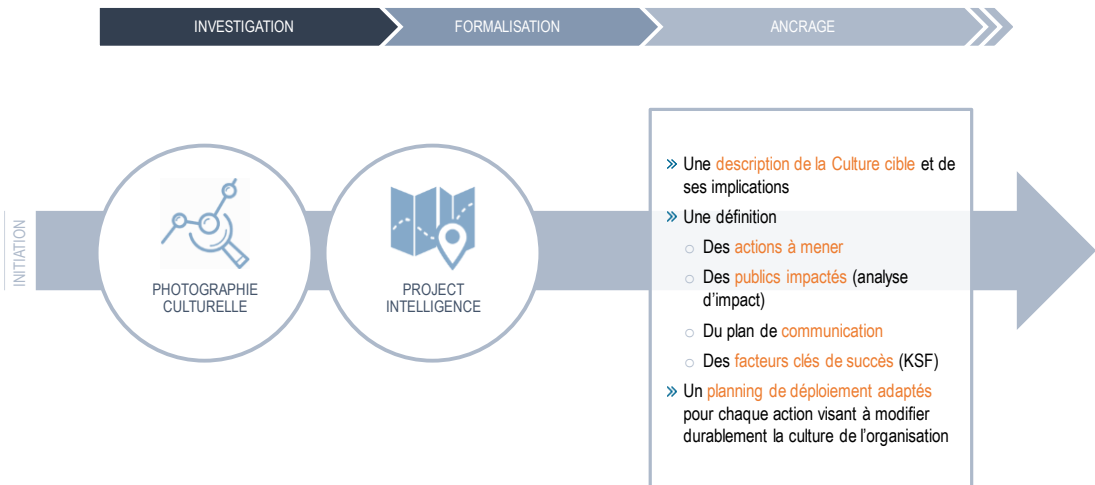 INVESTIGATION
FORMALISATION
ANCRAGE
INITIATION
PHOTOGRAPHIE
CULTURELLE
PROJECT
INTELLIGENCE
» Une description de la Culture cible et de
ses implications
» Une définition
○ Des actions à mener
○ Des publics impactés (analyse
d’impact)
○ Du plan de communication
○ Des facteurs clés de succès (KSF)
» Un planning de déploiement adaptés
pour chaque action visant à modifier
durablement la culture de l’organisation